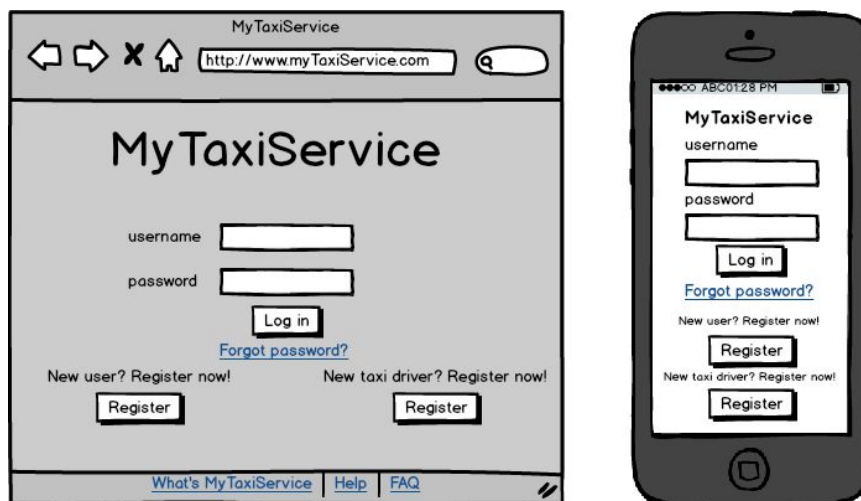 MyTaxiService
http://www.myTaxiService.com
MyTaxiService
username
password
Log in
Forgot password?
New user? Register now! New taxi driver? Register now!
Register Register
What's MyTaxiService Help FAQ
ABC01:28 PM
MyTaxiService
username
password
Log in
Forgot password?
New user? Register now!
Register
New taxi driver? Register now!
Register